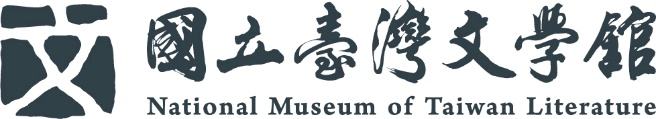 國立臺灣文學館
National Museum of Taiwan Literature